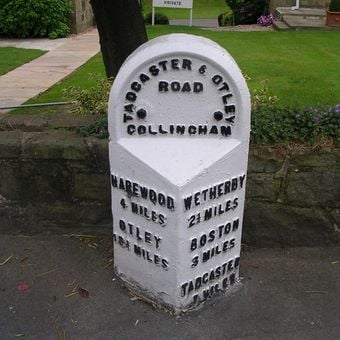 PRIVATE
TADCASTER & OTLEY
ROAD
COLLINGHAM
HAREWOOD
4 MILES
OTLEY
MILES
WETHERBY
2½ MILES
BOSTON
3 MILES
TADCASTER
7 MILES